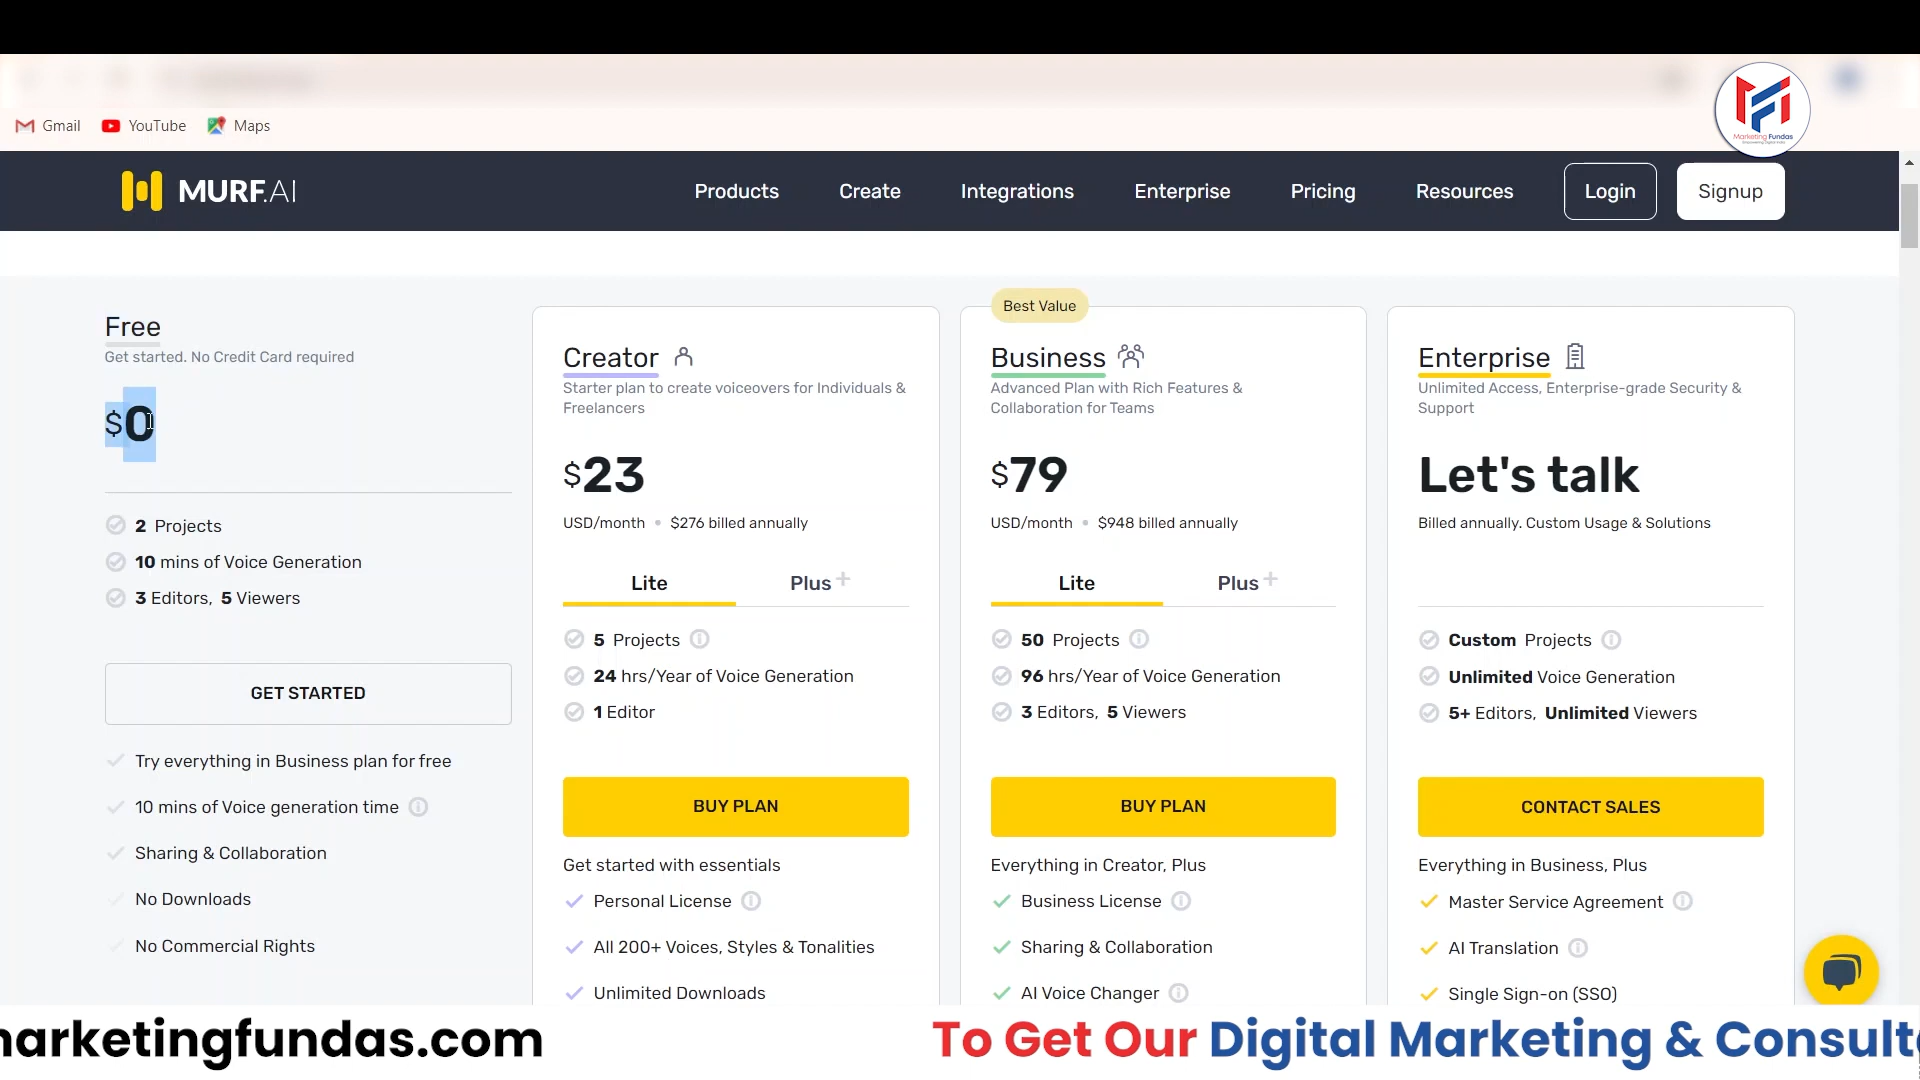 Marketing Fundas
Gmail
YouTube
Maps
MURF.AI
Products
Create
Integrations
Enterprise
Pricing
Resources
Login
Signup
Free
Get started. No Credit Card required
$0
2 Projects
10 mins of Voice Generation
3 Editors, 5 Viewers
GET STARTED
Try everything in Business plan for free
10 mins of Voice generation time
Sharing & Collaboration
No Downloads
No Commercial Rights
Creator
Starter plan to create voiceovers for Individuals &
Freelancers
$23
USD/month • $276 billed annually
Lite
Plus+
5 Projects
24 hrs/Year of Voice Generation
1 Editor
BUY PLAN
Get started with essentials
Personal License
All 200+ Voices, Styles & Tonalities
Unlimited Downloads
Best Value
Business
Advanced Plan with Rich Features &
Collaboration for Teams
$79
USD/month • $948 billed annually
Lite
Plus+
50 Projects
96 hrs/Year of Voice Generation
3 Editors, 5 Viewers
BUY PLAN
Everything in Creator, Plus
Business License
Sharing & Collaboration
AI Voice Changer
Enterprise
Unlimited Access, Enterprise-grade Security &
Support
Let's talk
Billed annually. Custom Usage & Solutions
Custom Projects
Unlimited Voice Generation
5+ Editors, Unlimited Viewers
CONTACT SALES
Everything in Business, Plus
Master Service Agreement
AI Translation
Single Sign-on (SSO)
marketingfundas.com
To Get Our Digital Marketing & Consult